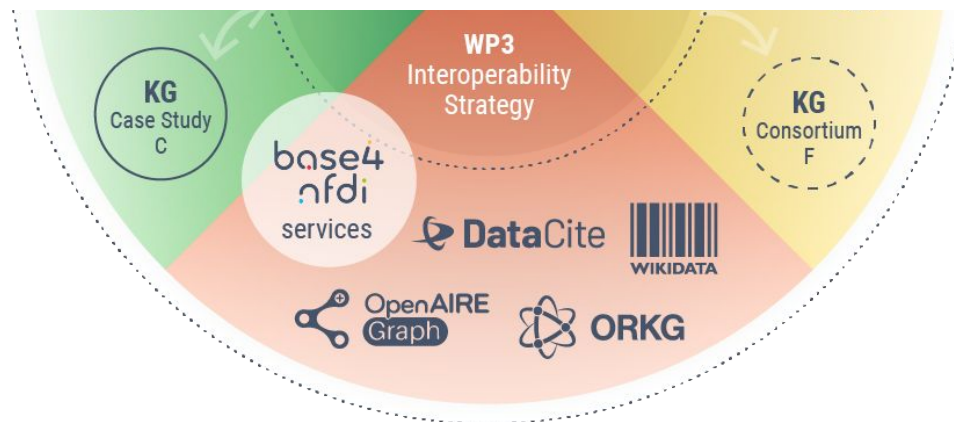 WP3
Interoperability
Strategy
KG
Case Study
C
KG
Consortium
F
base4
nfdi
services
DataCite
WIKIDATA
OpenAIRE
Graph
ORKG